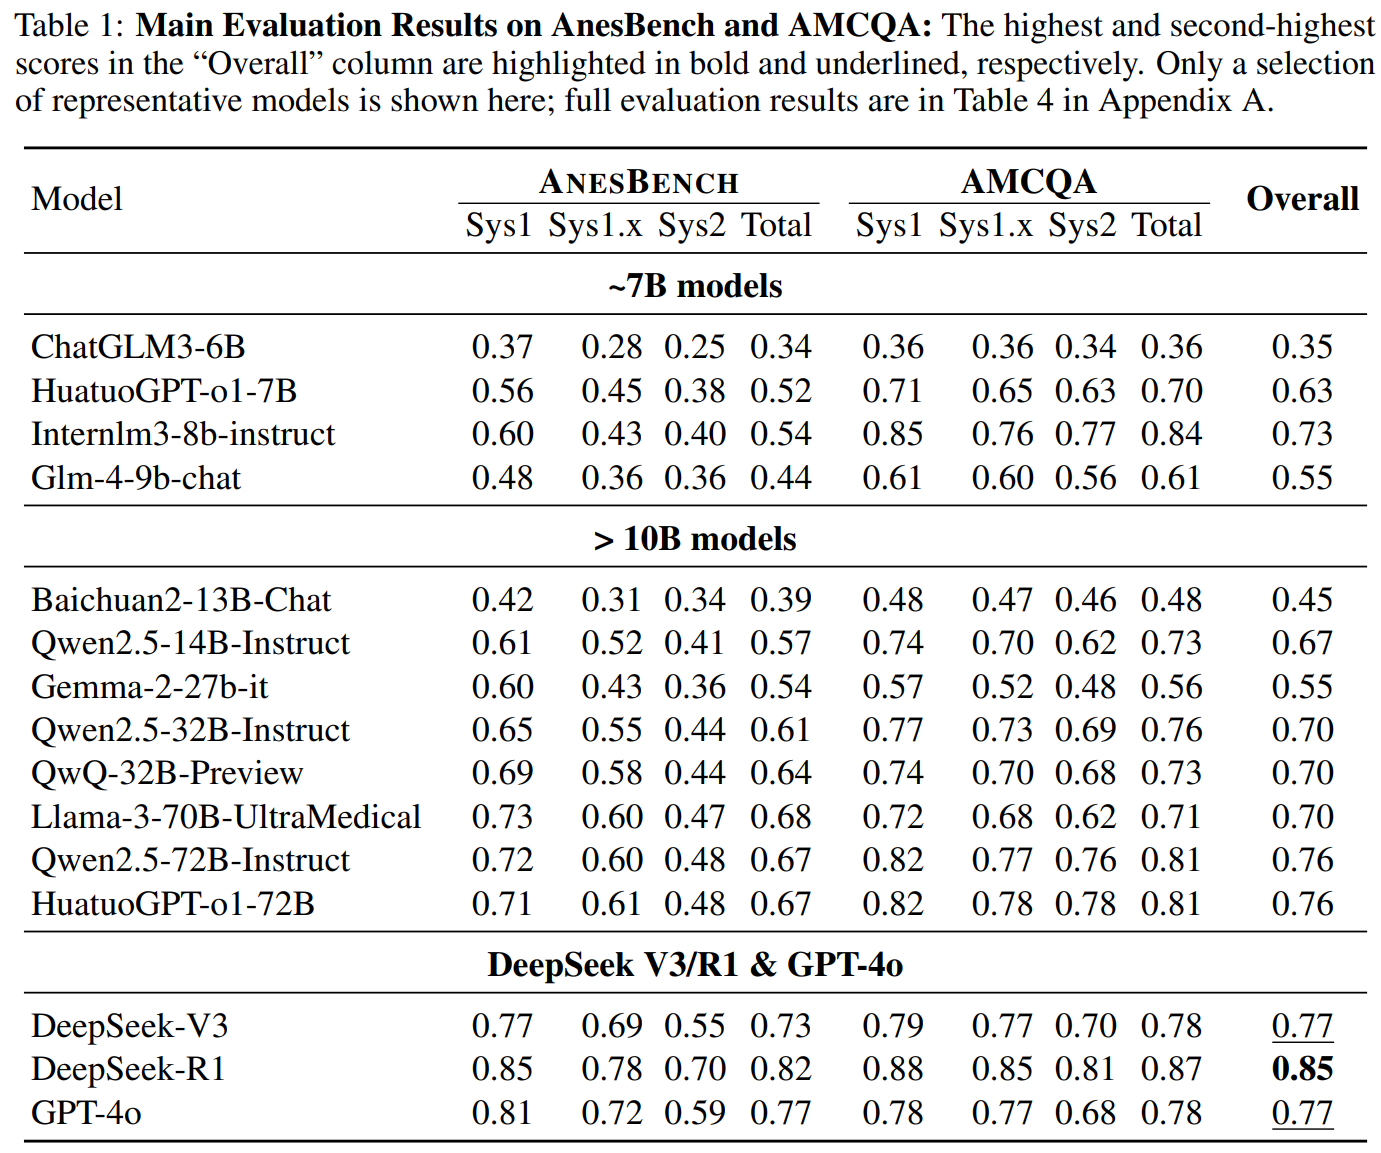 Table 1: Main Evaluation Results on AnesBench and AMCQA: The highest and second-highest
scores in the “Overall” column are highlighted in bold and underlined, respectively. Only a selection
of representative models is shown here; full evaluation results are in Table 4 in Appendix A.
Model ANESBENCH AMCQA Overall
Sys1 Sys1.x Sys2 Total Sys1 Sys1.x Sys2 Total
~7B models
ChatGLM3-6B 0.37 0.28 0.25 0.34 0.36 0.36 0.34 0.36 0.35
HuatuoGPT-o1-7B 0.56 0.45 0.38 0.52 0.71 0.65 0.63 0.70 0.63
Internlm3-8b-instruct 0.60 0.43 0.40 0.54 0.85 0.76 0.77 0.84 0.73
Glm-4-9b-chat 0.48 0.36 0.36 0.44 0.61 0.60 0.56 0.61 0.55
> 10B models
Baichuan2-13B-Chat 0.42 0.31 0.34 0.39 0.48 0.47 0.46 0.48 0.45
Qwen2.5-14B-Instruct 0.61 0.52 0.41 0.57 0.74 0.70 0.62 0.73 0.67
Gemma-2-27b-it 0.60 0.43 0.36 0.54 0.57 0.52 0.48 0.56 0.55
Qwen2.5-32B-Instruct 0.65 0.55 0.44 0.61 0.77 0.73 0.69 0.76 0.70
QwQ-32B-Preview 0.69 0.58 0.44 0.64 0.74 0.70 0.68 0.73 0.70
Llama-3-70B-UltraMedical 0.73 0.60 0.47 0.68 0.72 0.68 0.62 0.71 0.70
Qwen2.5-72B-Instruct 0.72 0.60 0.48 0.67 0.82 0.77 0.76 0.81 0.76
HuatuoGPT-o1-72B 0.71 0.61 0.48 0.67 0.82 0.78 0.78 0.81 0.76
DeepSeek V3/R1 & GPT-4o
DeepSeek-V3 0.77 0.69 0.55 0.73 0.79 0.77 0.70 0.78 0.77
DeepSeek-R1 0.85 0.78 0.70 0.82 0.88 0.85 0.81 0.87 0.85
GPT-4o 0.81 0.72 0.59 0.77 0.78 0.77 0.68 0.78 0.77